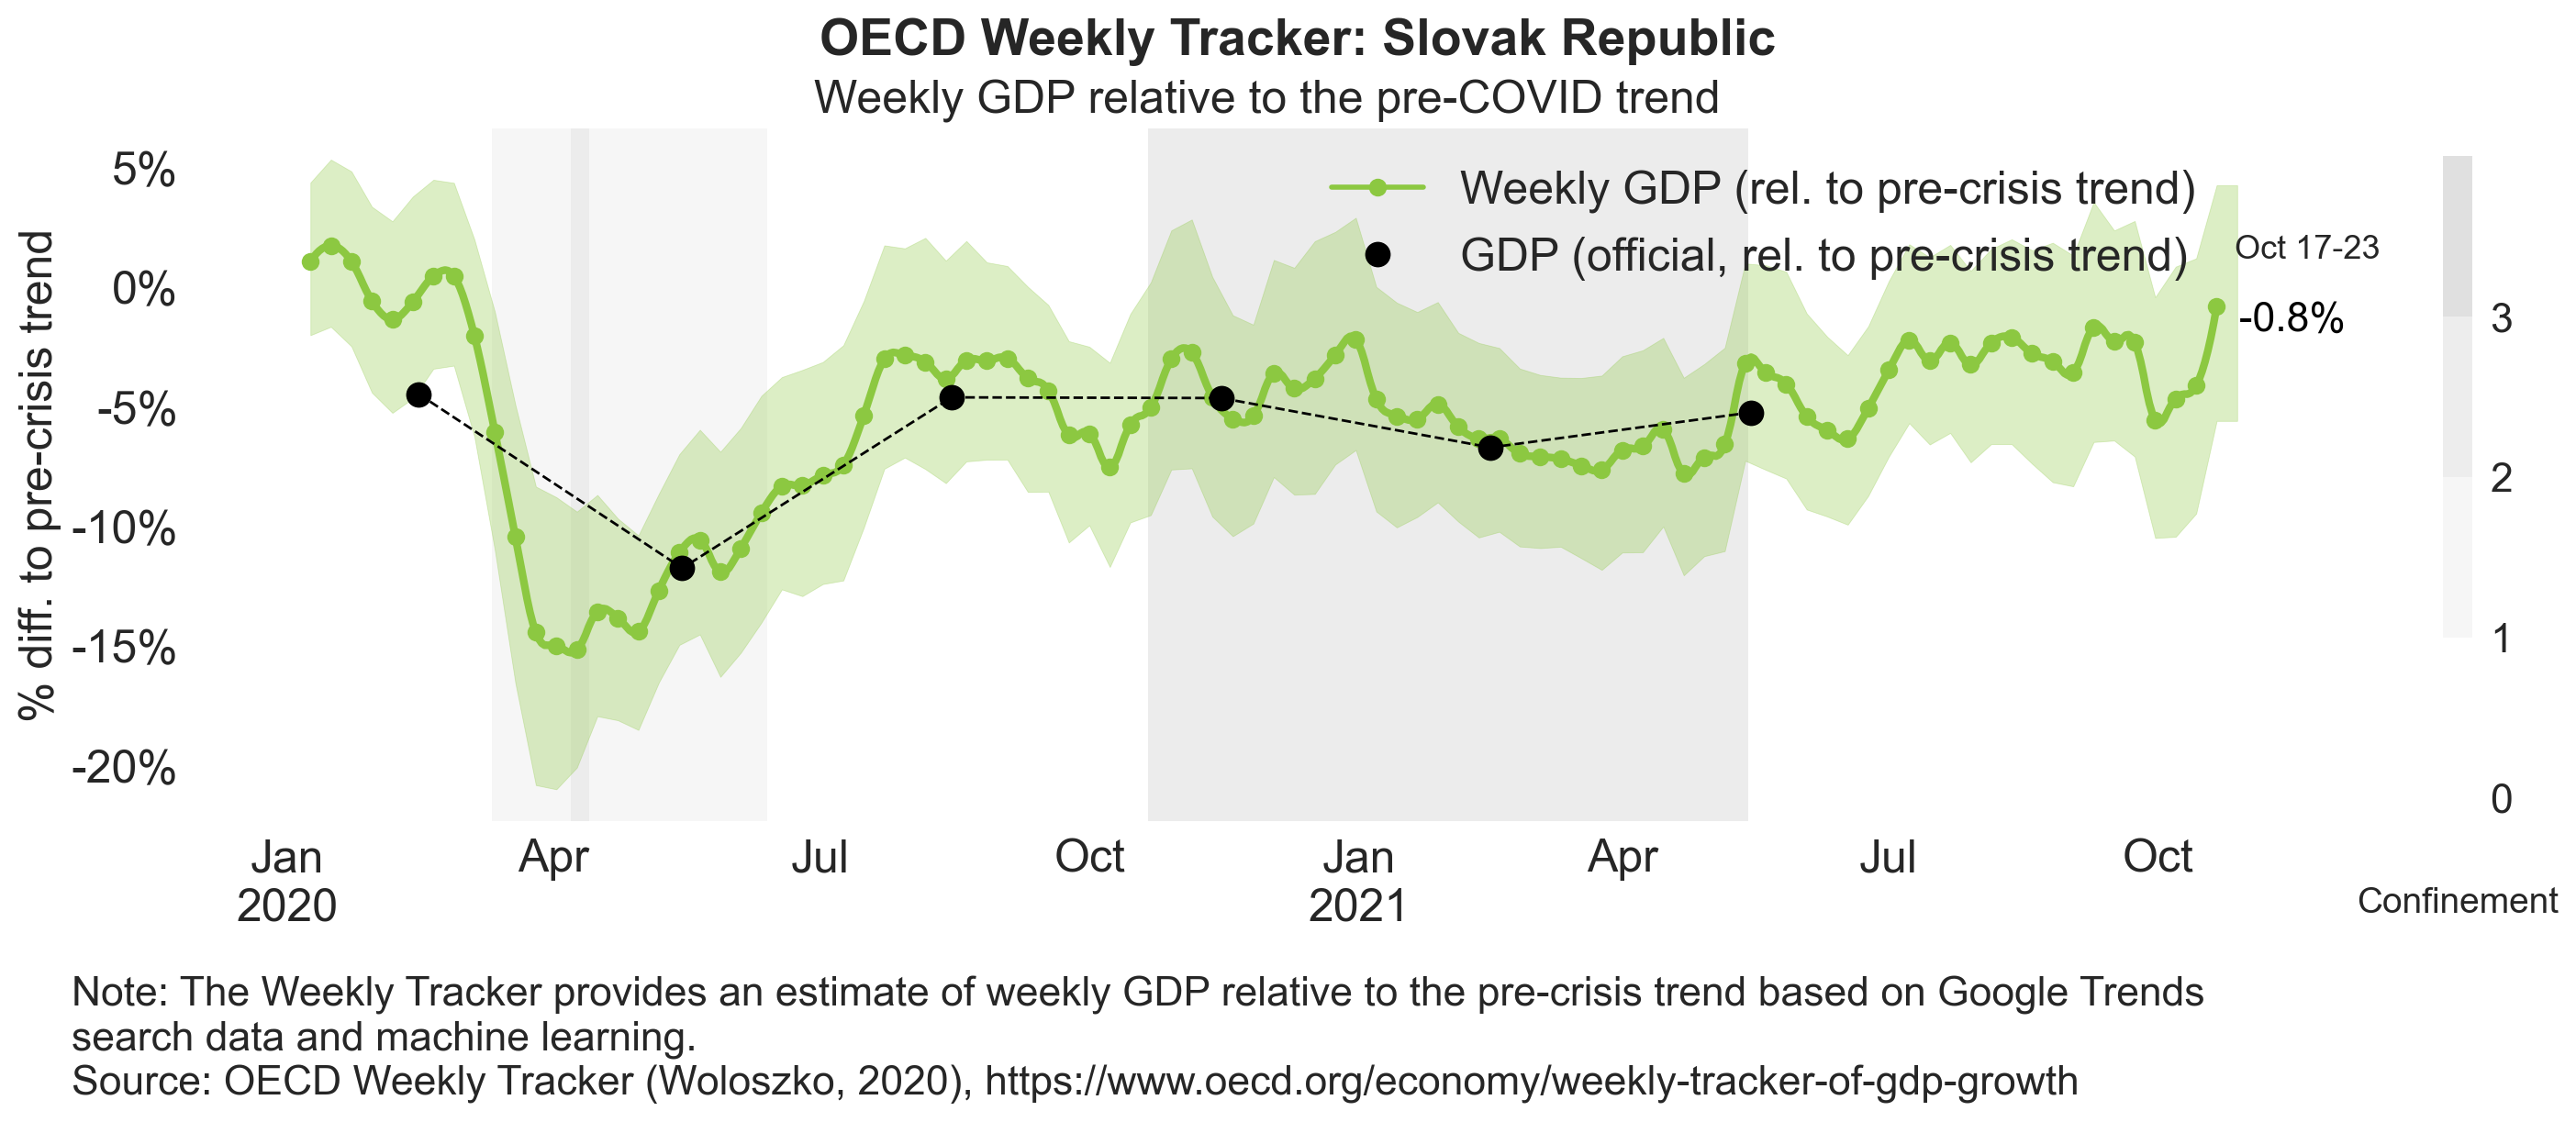 OECD Weekly Tracker: Slovak Republic
Weekly GDP relative to the pre-COVID trend
% diff. to pre-crisis trend
5%
0%
-5%
-10%
-15%
-20%
Weekly GDP (rel. to pre-crisis trend)
GDP (official, rel. to pre-crisis trend)
Oct 17-23
-0.8%
3
2
1
0
Jan Apr Jul Oct Jan Apr Jul Oct
2020 2021
Confinement
Note: The Weekly Tracker provides an estimate of weekly GDP relative to the pre-crisis trend based on Google Trends
search data and machine learning.
Source: OECD Weekly Tracker (Woloszko, 2020), https://www.oecd.org/economy/weekly-tracker-of-gdp-growth